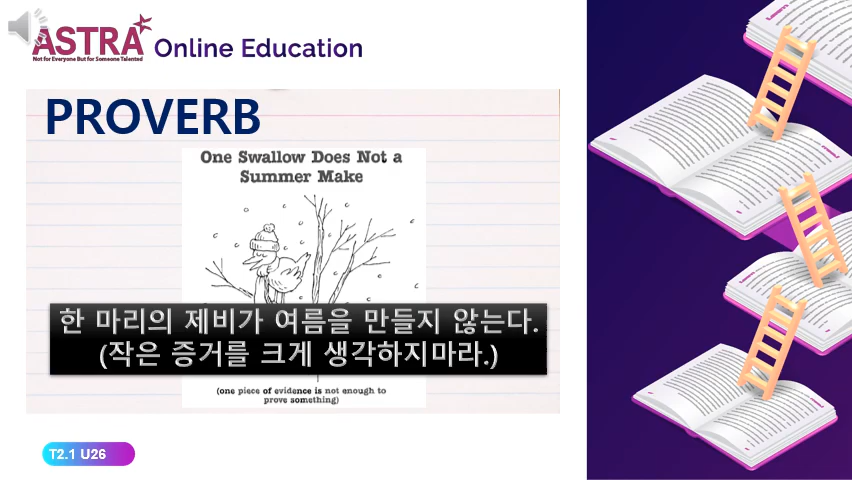 ASTRA
Not for Everyone But for Someone Talented
Online Education
PROVERB
One Swallow Does Not a
Summer Make
한 마리의 제비가 여름을 만들지 않는다.
(작은 증거를 크게 생각하지마라.)
(one piece of evidence is not enough to
prove something)
T2.1 U26